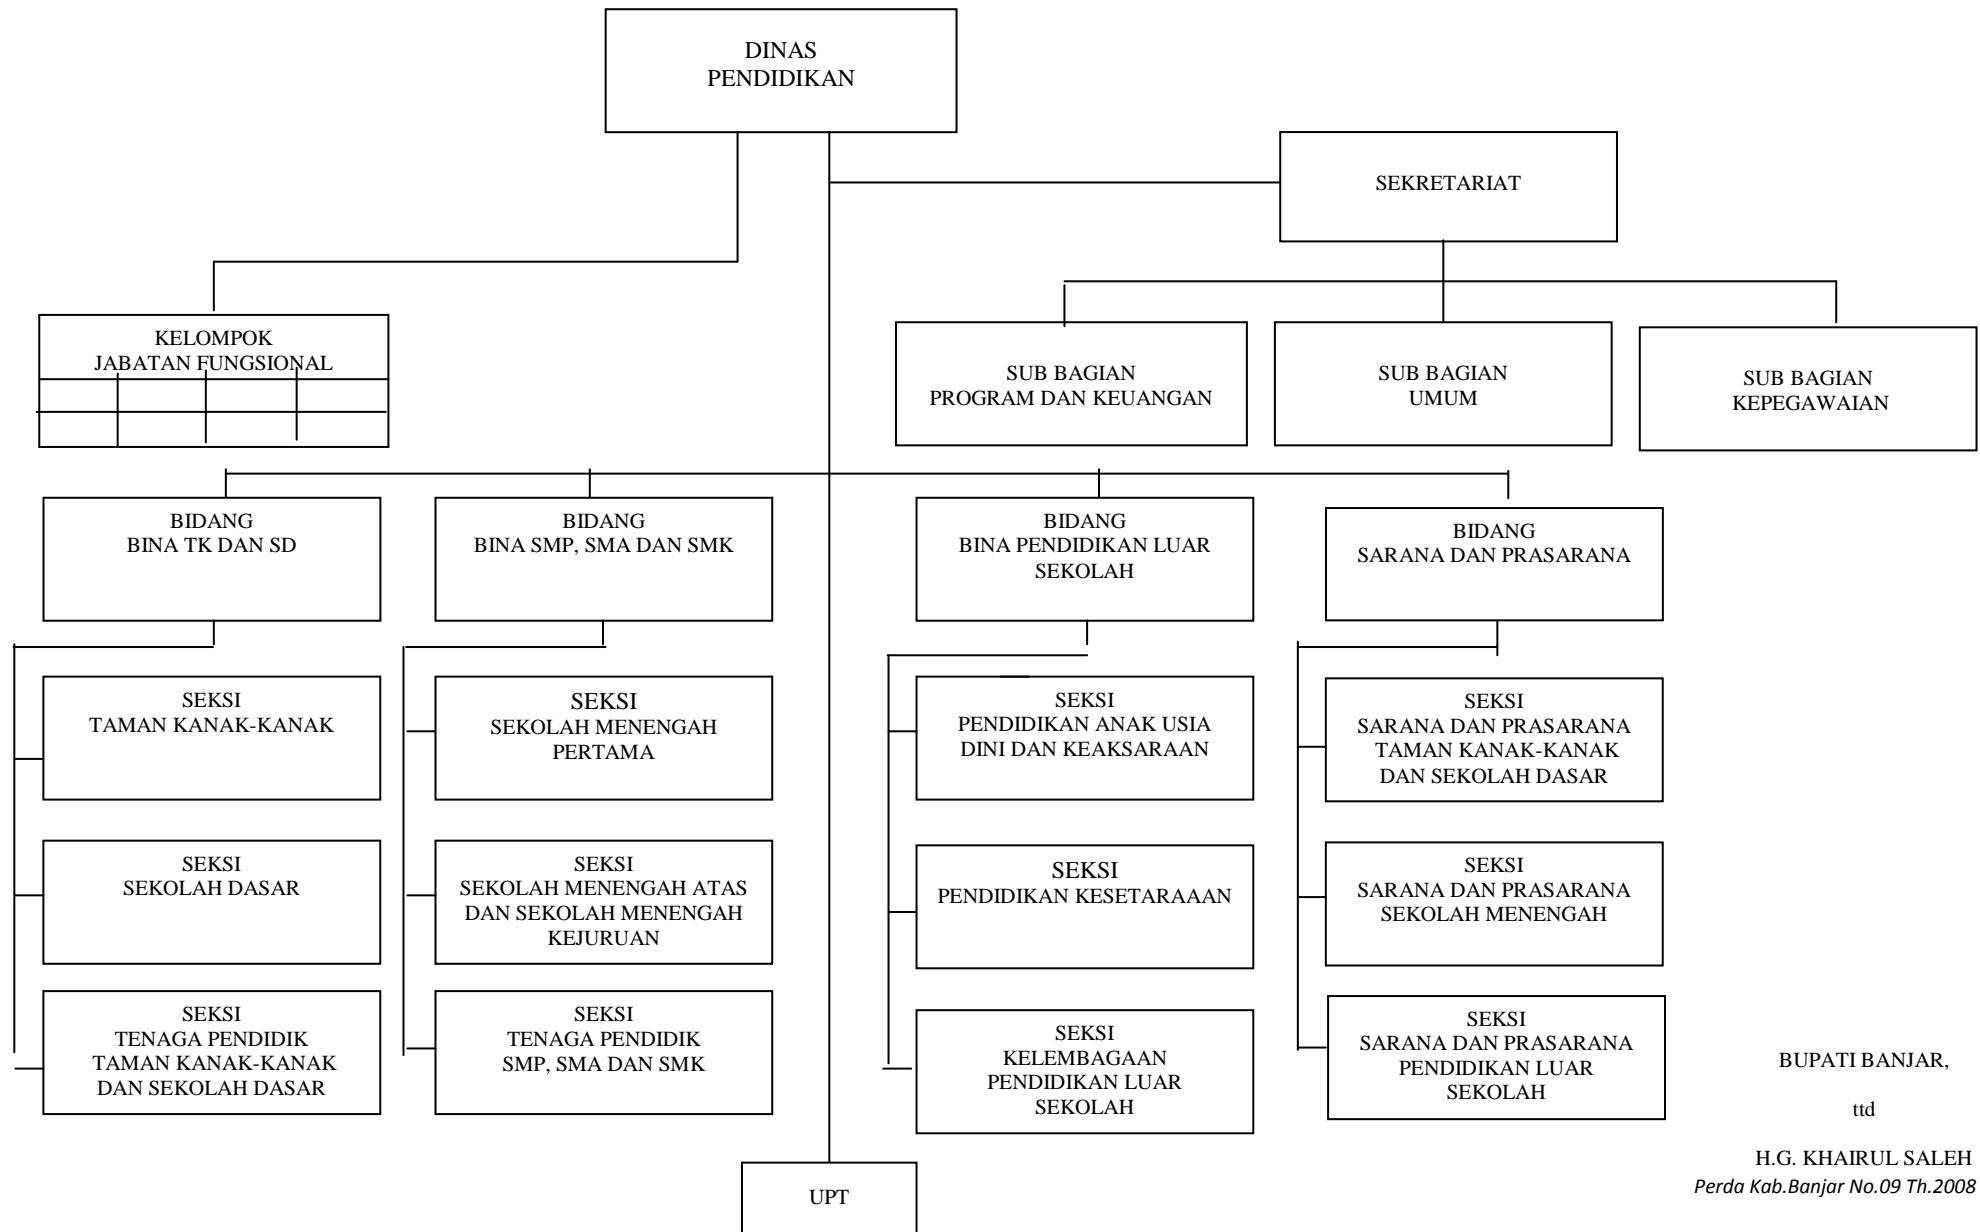 DINAS
PENDIDIKAN
SEKRETARIAT
KELOMPOK
JABATAN FUNGSIONAL
SUB BAGIAN
PROGRAM DAN KEUANGAN
SUB BAGIAN
UMUM
SUB BAGIAN
KEPEGAWAIAN
BIDANG
BINA TK DAN SD
BIDANG
BINA SMP, SMA DAN SMK
BIDANG
BINA PENDIDIKAN LUAR
SEKOLAH
BIDANG
SARANA DAN PRASARANA
SEKSI
TAMAN KANAK-KANAK
SEKSI
SEKOLAH MENENGAH
PERTAMA
SEKSI
PENDIDIKAN ANAK USIA
DINI DAN KEAKSARAAN
SEKSI
SARANA DAN PRASARANA
TAMAN KANAK-KANAK
DAN SEKOLAH DASAR
SEKSI
SEKOLAH DASAR
SEKSI
SEKOLAH MENENGAH ATAS
DAN SEKOLAH MENENGAH
KEJURUAN
SEKSI
PENDIDIKAN KESETARAAAN
SEKSI
SARANA DAN PRASARANA
SEKOLAH MENENGAH
SEKSI
TENAGA PENDIDIK
TAMAN KANAK-KANAK
DAN SEKOLAH DASAR
SEKSI
TENAGA PENDIDIK
SMP, SMA DAN SMK
SEKSI
KELEMBAGAAN
PENDIDIKAN LUAR
SEKOLAH
SEKSI
SARANA DAN PRASARANA
PENDIDIKAN LUAR
SEKOLAH
UPT
BUPATI BANJAR,
ttd
H.G. KHAIRUL SALEH
Perda Kab.Banjar No.09 Th.2008